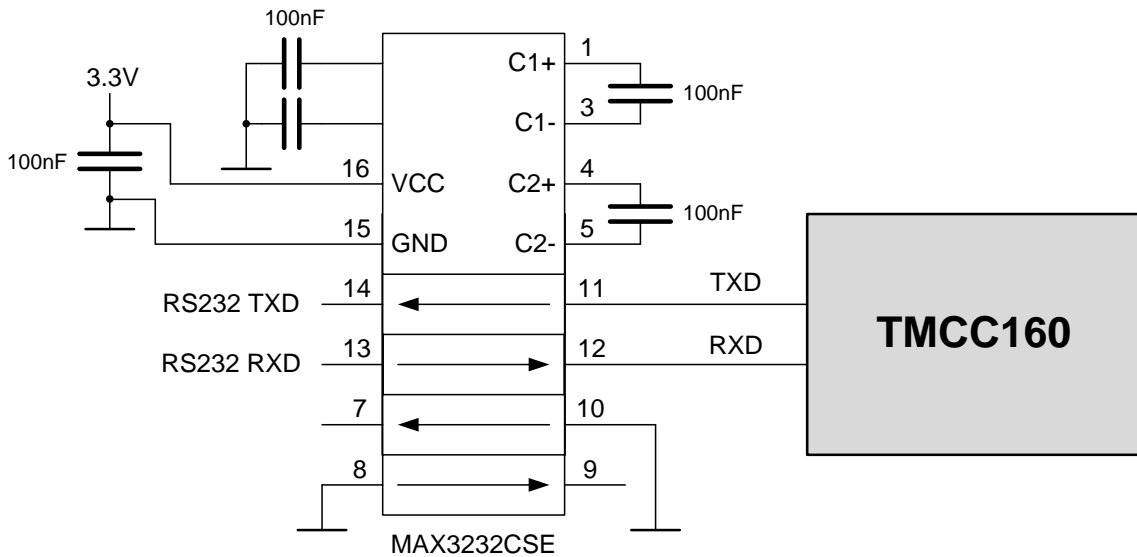 100nF
1
C1+
3.3V
100nF
3
C1-
100nF
4
16
VCC
C2+
100nF
5
15
GND
C2-
TXD
14
11
RS232 TXD
TMCC160
RXD
13
12
RS232 RXD
7
10
8
9
MAX3232CSE